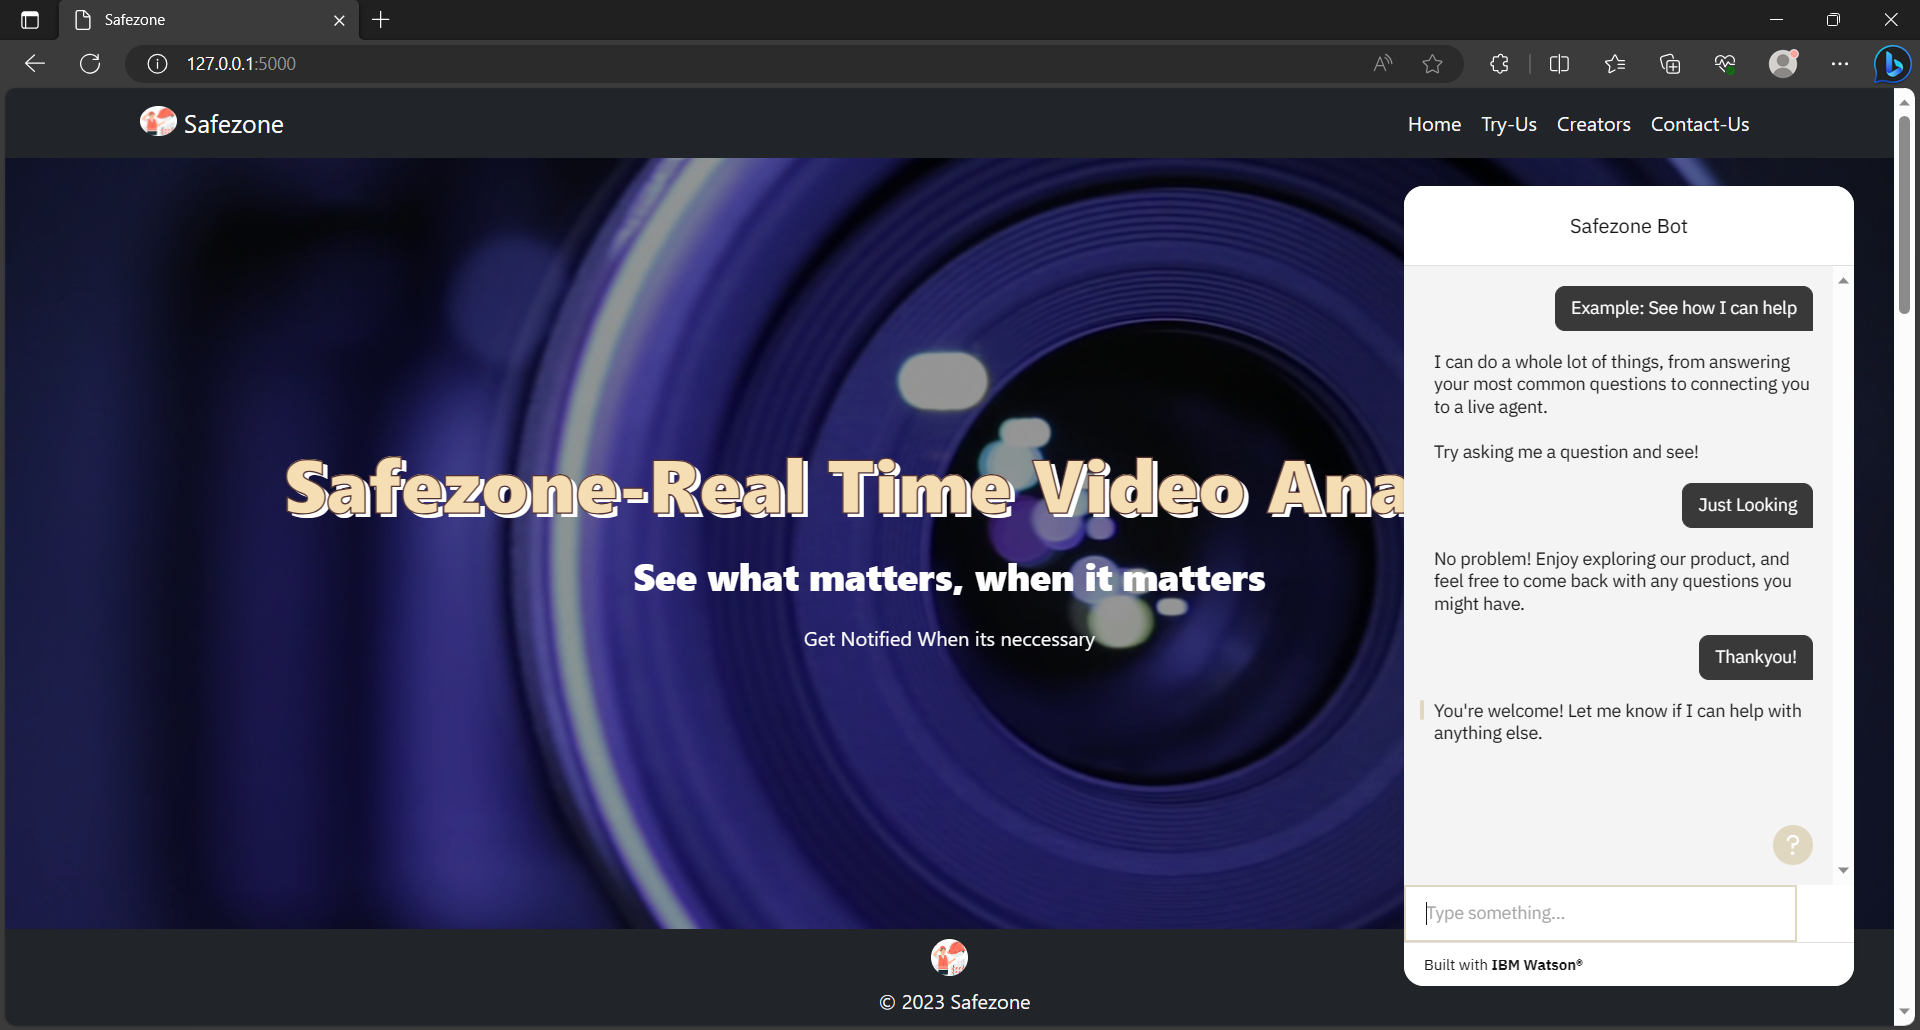 Safezone
127.0.0.1:5000
Safezone
Home Try-Us Creators Contact-Us
Safezone-Real Time Video Ana
See what matters, when it matters
Get Notified When its neccessary
Safezone Bot
Example: See how I can help
I can do a whole lot of things, from answering
your most common questions to connecting you
to a live agent.
Try asking me a question and see!
Just Looking
No problem! Enjoy exploring our product, and
feel free to come back with any questions you
might have.
Thankyou!
You're welcome! Let me know if I can help with
anything else.
?
Type something...
Built with IBM Watson®
© 2023 Safezone